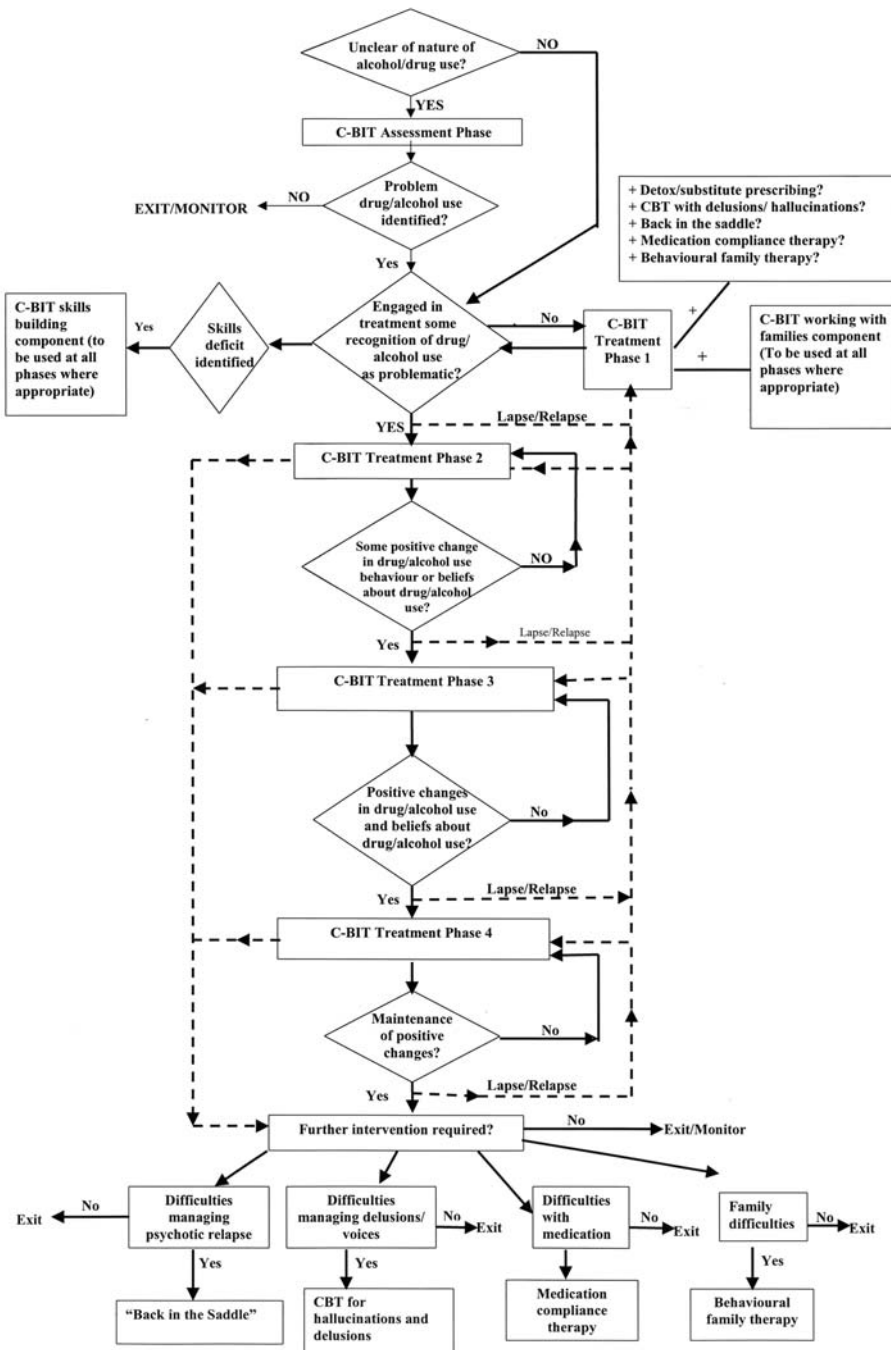 Unclear of nature of
alcohol/drug use?
NO
YES
C-BIT Assessment Phase
Problem
drug/alcohol use
identified?
NO
EXIT/MONITOR
Yes
+ Detox/substitute prescribing?
+ CBT with delusions/ hallucinations?
+ Back in the saddle?
+ Medication compliance therapy?
+ Behavioural family therapy?
C-BIT skills
building
component (to
be used at all
phases where
appropriate)
Yes
Skills
deficit
identified
Engaged in
treatment some
recognition of drug/
alcohol use
as problematic?
No
C-BIT
Treatment
Phase 1
+
+
C-BIT working with
families component
(To be used at all
phases where
appropriate)
YES
Lapse/Relapse
C-BIT Treatment Phase 2
Some positive change
in drug/alcohol use
behaviour or beliefs
about drug/alcohol
use?
NO
Yes
Lapse/Relapse
C-BIT Treatment Phase 3
Positive changes
in drug/alcohol use
and beliefs about
drug/alcohol use?
No
Yes
Lapse/Relapse
C-BIT Treatment Phase 4
Maintenance
of positive
changes?
No
Yes
Lapse/Relapse
Further intervention required?
No
Exit/Monitor
Exit
No
Difficulties
managing
psychotic relapse
Difficulties
managing delusions/
voices
No
Exit
Difficulties
with
medication
No
Exit
Family
difficulties
No
Exit
Yes
Yes
Yes
"Back in the Saddle"
CBT for
hallucinations and
delusions
Medication
compliance
therapy
Behavioural
family therapy